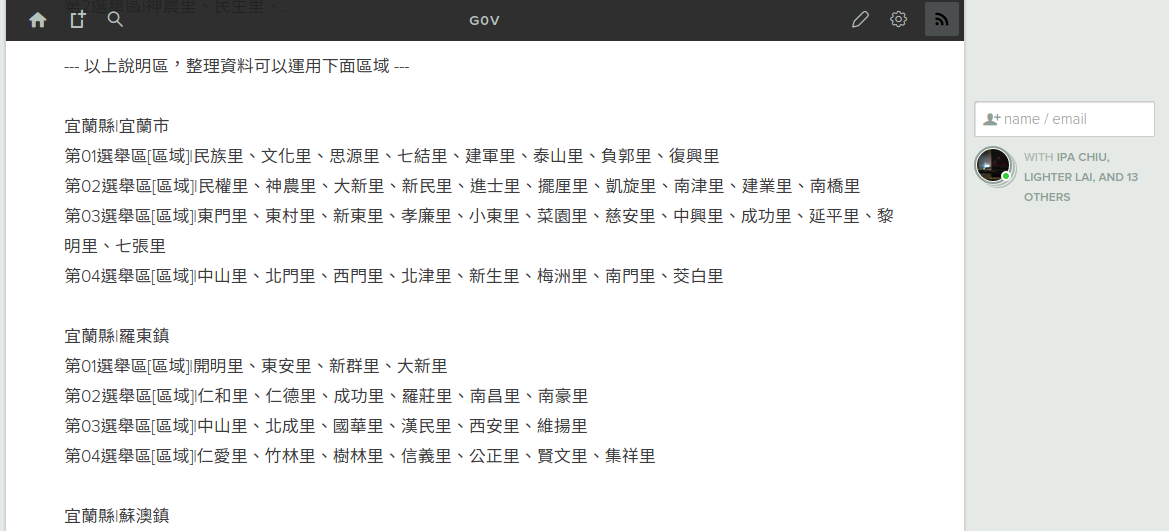 第2選舉區|神農里、民生里、...
G0V
--- 以上說明區，整理資料可以運用下面區域 ---
宜蘭縣|宜蘭市
第01選舉區[區域]|民族里、文化里、思源里、七結里、建軍里、泰山里、負郭里、復興里
第02選舉區[區域]|民權里、神農里、大新里、新民里、進士里、擺厘里、凱旋里、南津里、建業里、南橋里
第03選舉區[區域]|東門里、東村里、新東里、孝廉里、小東里、菜園里、慈安里、中興里、成功里、延平里、黎
明里、七張里
第04選舉區[區域]|中山里、北門里、西門里、北津里、新生里、梅洲里、南門里、茭白里
宜蘭縣|羅東鎮
第01選舉區[區域]|開明里、東安里、新群里、大新里
第02選舉區[區域]|仁和里、仁德里、成功里、羅莊里、南昌里、南豪里
第03選舉區[區域]|中山里、北成里、國華里、漢民里、西安里、維揚里
第04選舉區[區域]|仁愛里、竹林里、樹林里、信義里、公正里、賢文里、集祥里
宜蘭縣|蘇澳鎮
name / email
WITH IPA CHIU,
LIGHTER LAI, AND 13
OTHERS